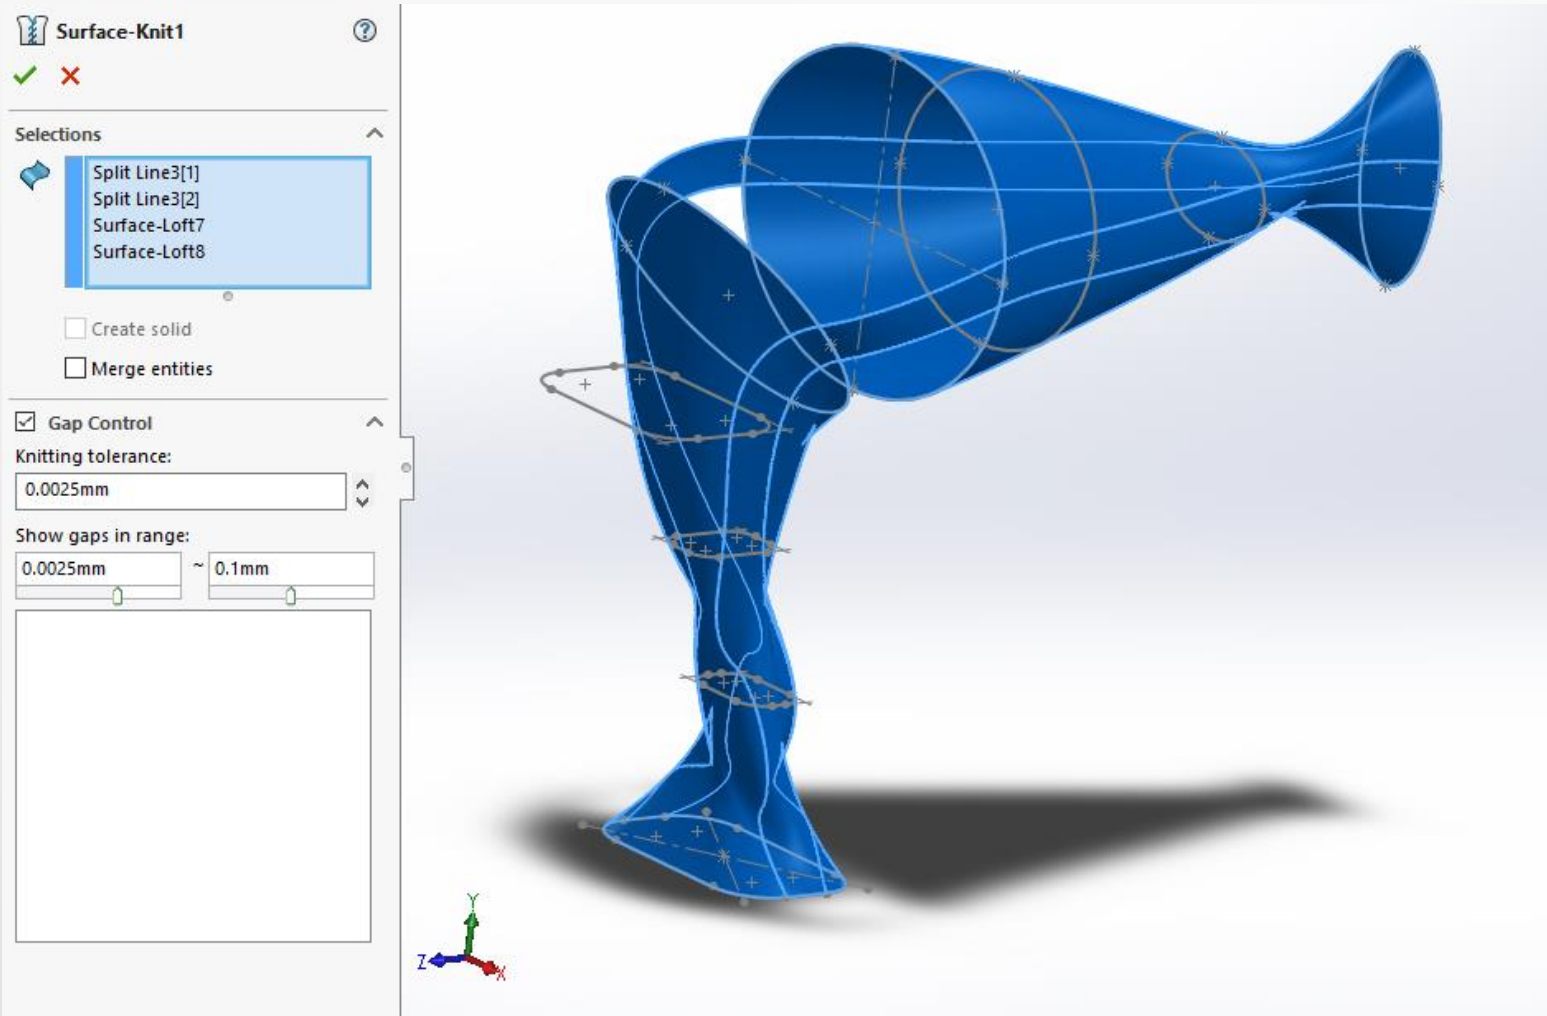 Surface-Knit1
Selections
Split Line3[1]
Split Line3[2]
Surface-Loft7
Surface-Loft8
Create solid
Merge entities
Gap Control
Knitting tolerance:
0.0025mm
Show gaps in range:
0.0025mm ~ 0.1mm
Y
Z X